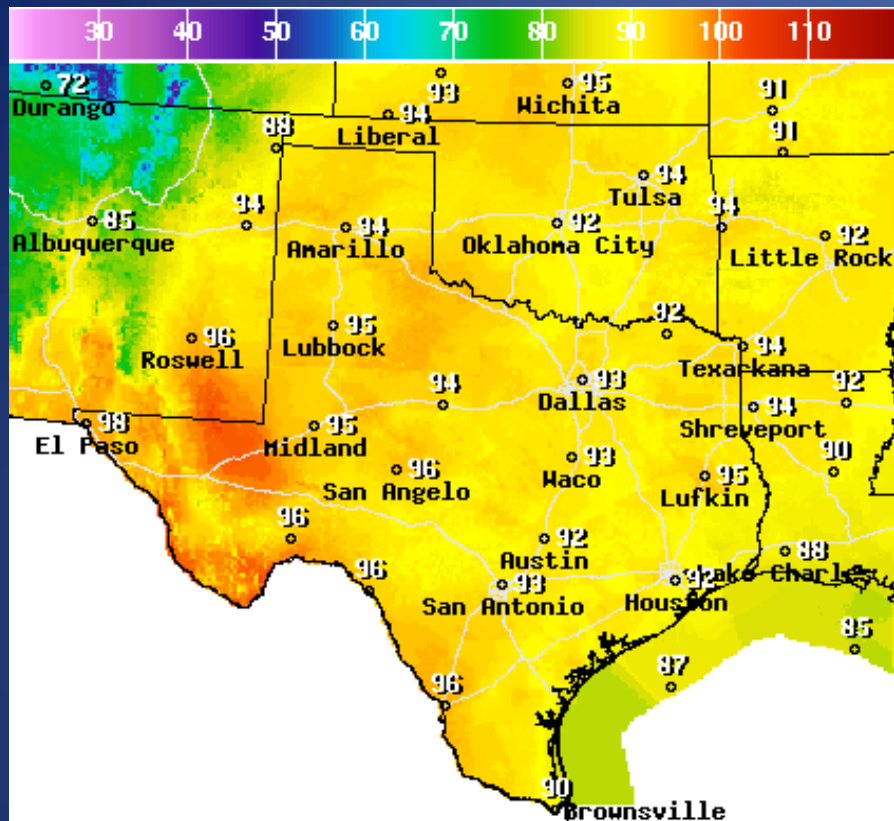 30 40 50 60 70 80 90 100 110
72
Durango
93
95
Wichita
91
94
Liberal
88
91
94
Tulsa
85
Albuquerque
94
94
Amarillo
92
Oklahoma City
94
92
Little Rock
96
Roswell
95
Lubbock
92
94
Texarkana
93
Dallas
94
92
94
Shreveport
98
El Paso
95
Midland
96
San Angelo
93
Waco
95
Lufkin
90
96
92
Austin
88
Lake Charles
96
93
San Antonio
92
Houston
85
87
96
90
Brownsville